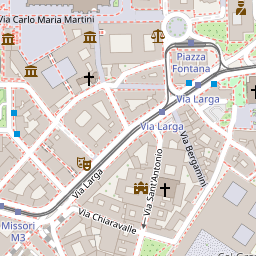 Via Carlo Maria Martini
Piazza
Fontana
Via Larga
Via Larga
Via Bergamini
Via Sant'Antonio
Via Larga
Missori
M3
Via Chiaravalle